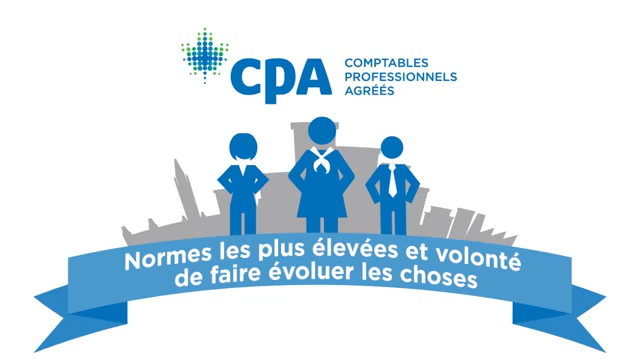 CPA
COMPTABLES
PROFESSIONNELS
AGRÉÉS
Normes les plus élevées et volonté
de faire évoluer les choses